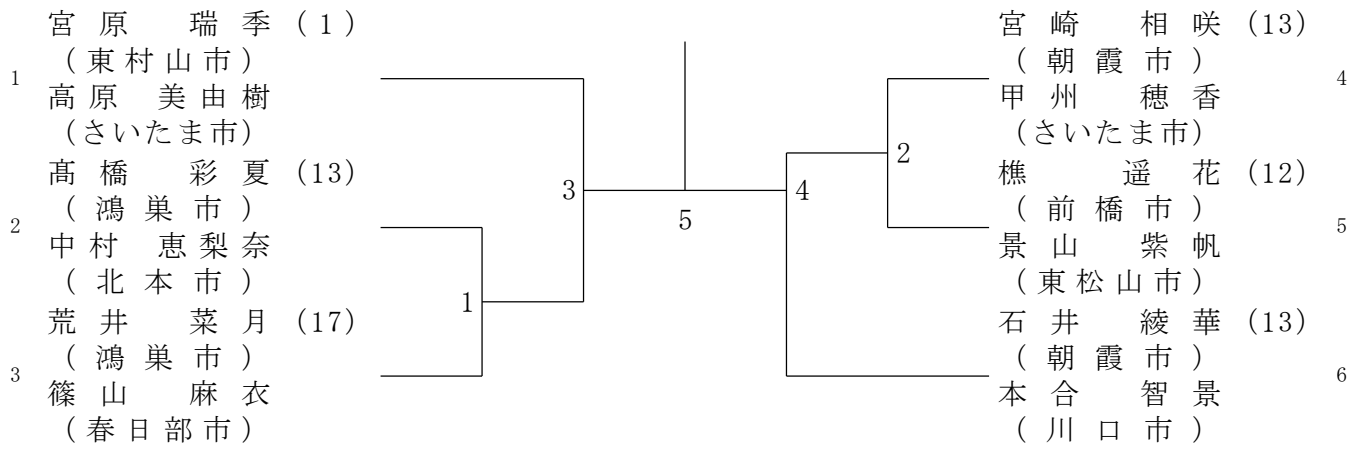 宮原 瑞季 (1)
(東村山市)
1
高原 美由樹
(さいたま市)
髙橋 彩夏 (13)
(鴻巣市)
2
中村 恵梨奈
(北本市)
荒井 菜月 (17)
(鴻巣市)
3
篠山 麻衣
(春日部市)
1
3
5
4
2
宮崎 相咲 (13)
(朝霞市)
4
甲州 穂香
(さいたま市)
樵 遥花 (12)
(前橋市)
5
景山 紫帆
(東松山市)
石井 綾華 (13)
(朝霞市)
6
本合 智景
(川口市)